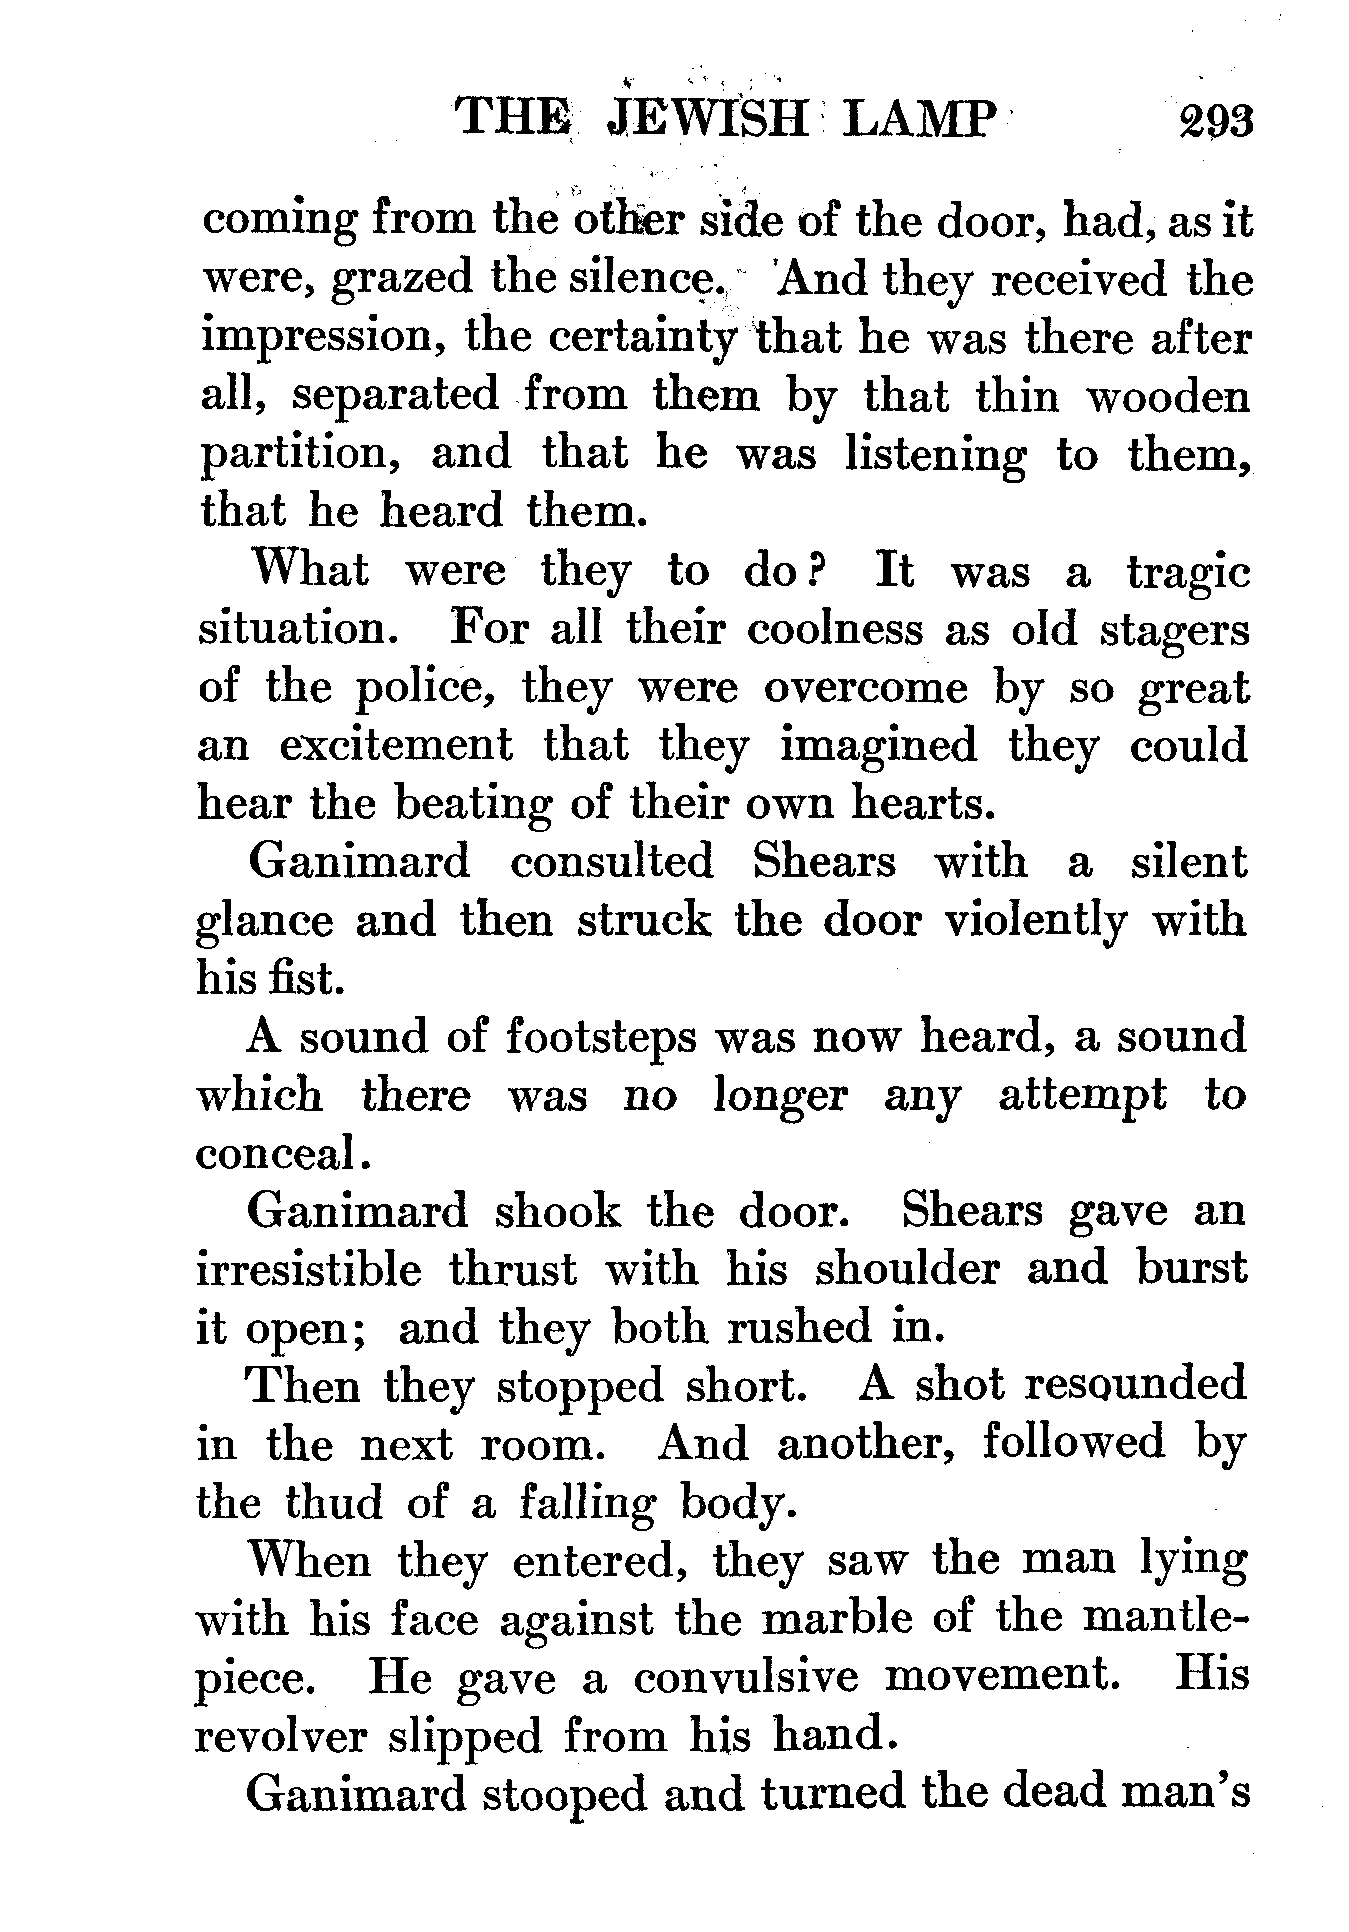 THE JEWISH LAMP 293
coming from the other side of the door, had, as it
were, grazed the silence. And they received the
impression, the certainty that he was there after
all, separated from them by that thin wooden
partition, and that he was listening to them,
that he heard them.
What were they to do? It was a tragic
situation. For all their coolness as old stagers
of the police, they were overcome by so great
an excitement that they imagined they could
hear the beating of their own hearts.
Ganimard consulted Shears with a silent
glance and then struck the door violently with
his fist.
A sound of footsteps was now heard, a sound
which there was no longer any attempt to
conceal.
Ganimard shook the door. Shears gave an
irresistible thrust with his shoulder and burst
it open; and they both rushed in.
Then they stopped short. A shot resounded
in the next room. And another, followed by
the thud of a falling body.
When they entered, they saw the man lying
with his face against the marble of the mantle-
piece. He gave a convulsive movement. His
revolver slipped from his hand.
Ganimard stooped and turned the dead man's